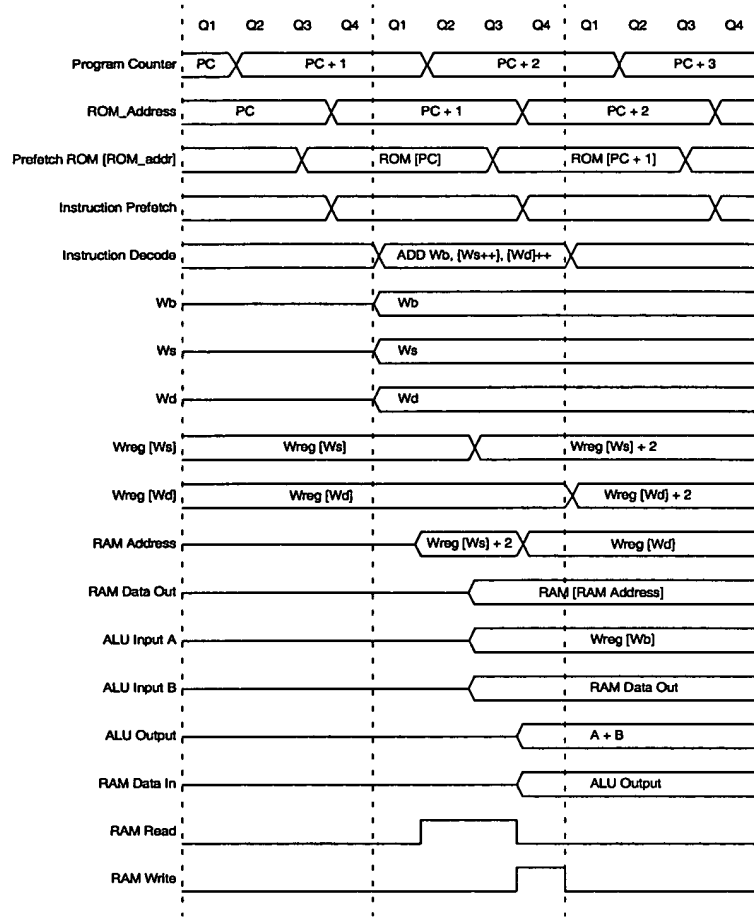 Q1 Q2 Q3 Q4 Q1 Q2 Q3 Q4 Q1 Q2 Q3 Q4
Program Counter PC PC + 1 PC + 2 PC + 3
ROM_Address PC PC + 1 PC + 2
Prefetch ROM [ROM_addr] ROM [PC] ROM [PC + 1]
Instruction Prefetch
Instruction Decode ADD Wb, [Ws++], [Wd]++
Wb Wb
Ws Ws
Wd Wd
Wreg [Ws] Wreg [Ws] Wreg [Ws] + 2
Wreg [Wd] Wreg [Wd] Wreg [Wd] + 2
RAM Address Wreg [Ws] + 2 Wreg [Wd]
RAM Data Out RAM [RAM Address]
ALU Input A Wreg [Wb]
ALU Input B RAM Data Out
ALU Output A + B
RAM Data In ALU Output
RAM Read
RAM Write